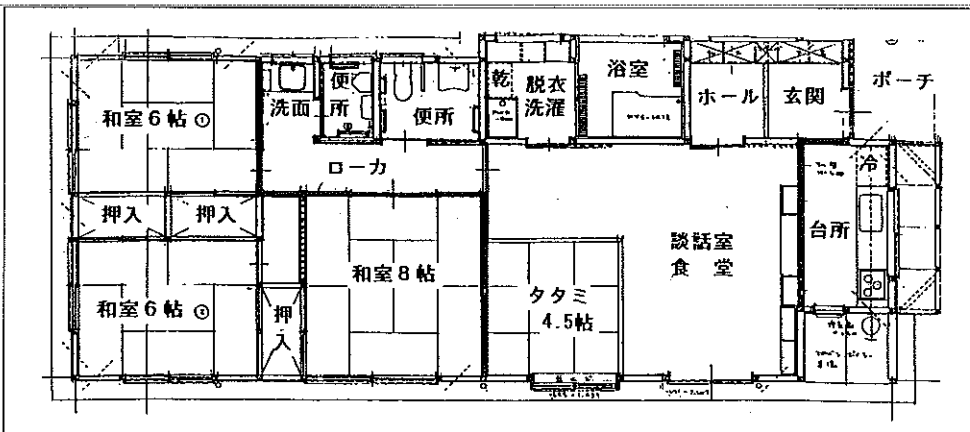 和室6帖①
洗面
便所
便所
乾
脱衣
洗濯
浴室
ホール
玄関
ポーチ
ローカ
押入
押入
和室6帖②
押入
和室8帖
タタミ
4.5帖
談話室
食堂
台所
冷